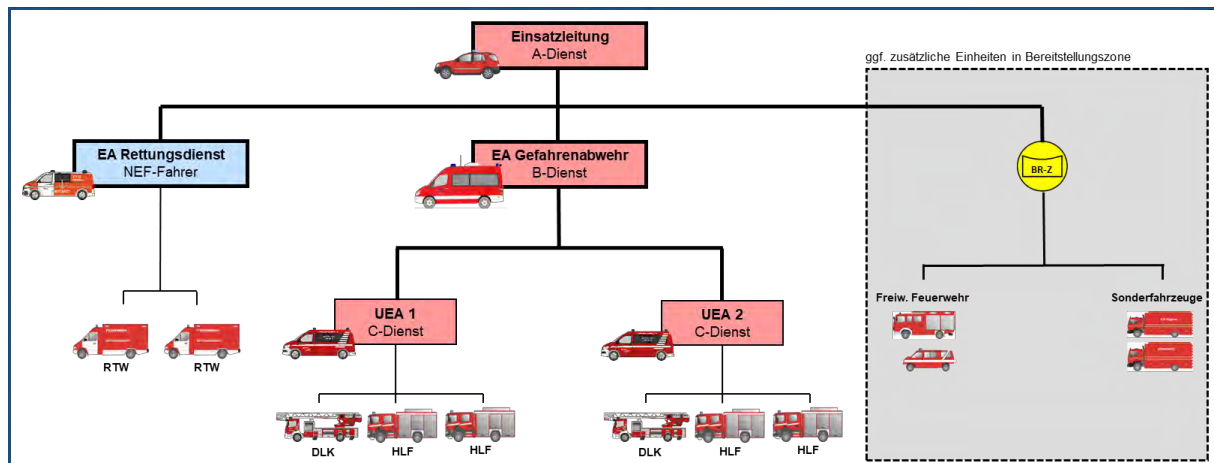 Einsatzleitung
A-Dienst
ggf. zusätzliche Einheiten in Bereitstellungszone
EA Rettungsdienst
NEF-Fahrer
EA Gefahrenabwehr
B-Dienst
BR-Z
UEA 1
C-Dienst
UEA 2
C-Dienst
Freiw. Feuerwehr
Sonderfahrzeuge
RTW
RTW
DLK
HLF
HLF
DLK
HLF
HLF